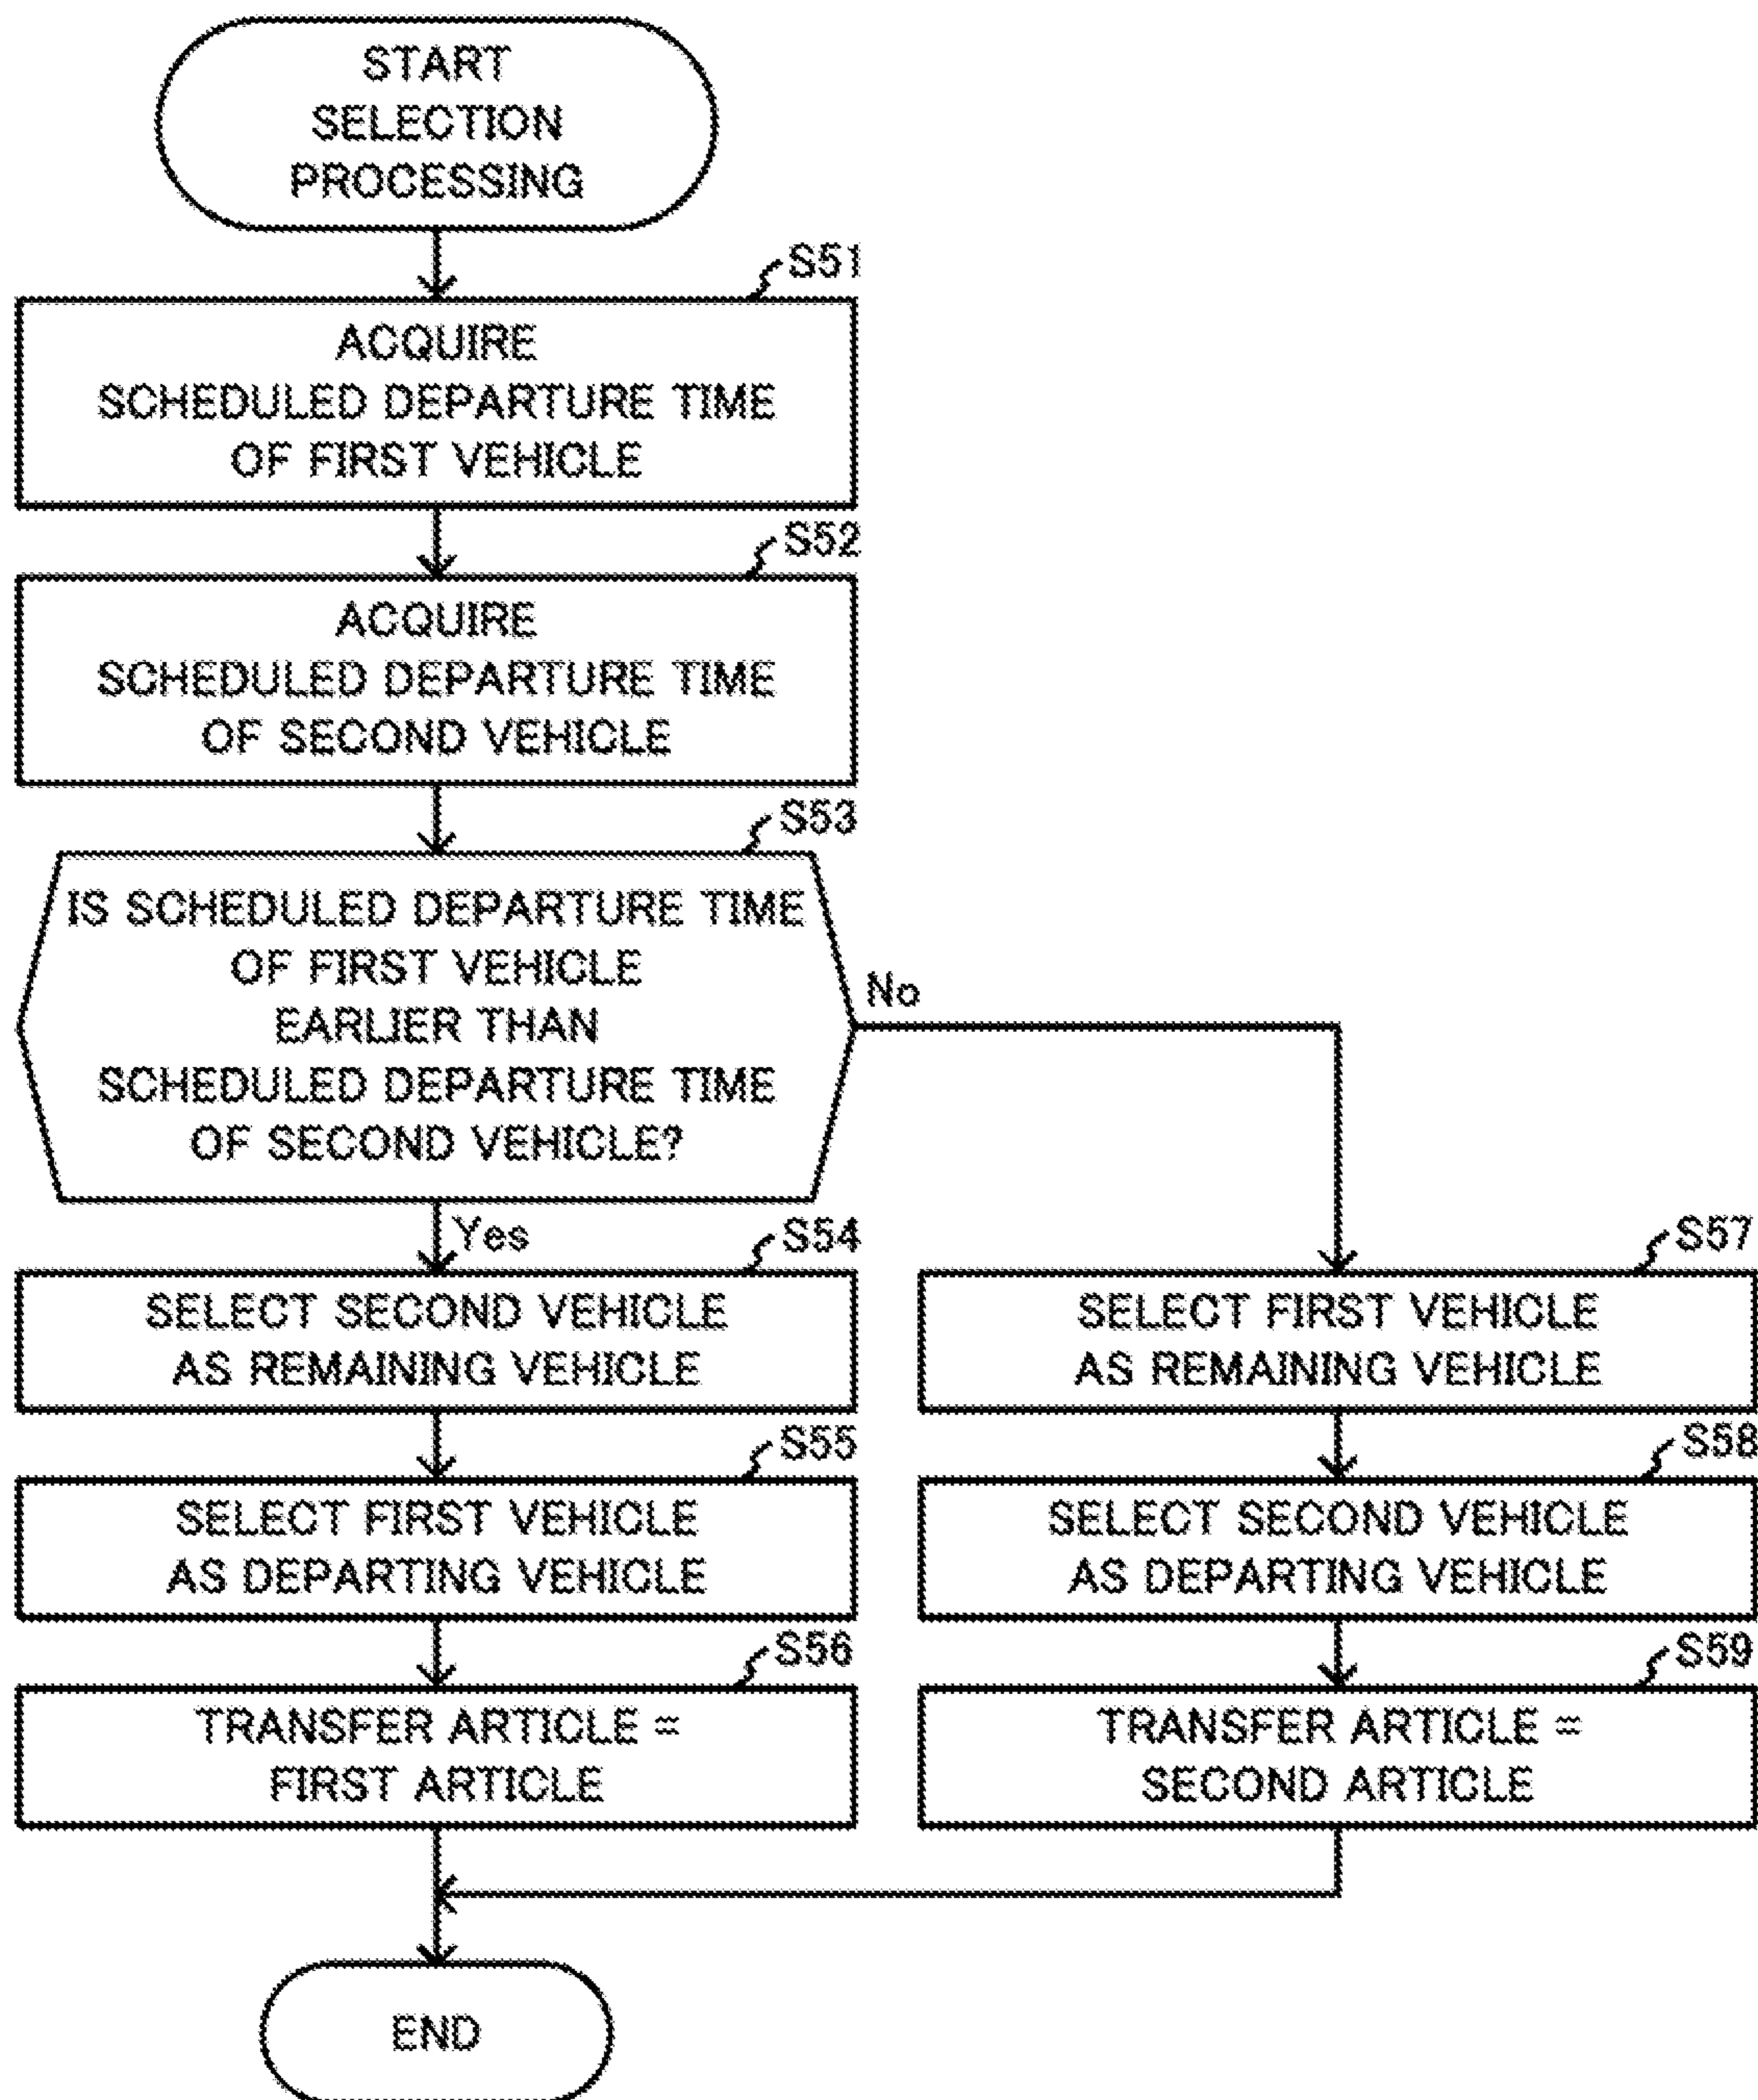 START
SELECTION
PROCESSING
S51
ACQUIRE
SCHEDULED DEPARTURE TIME
OF FIRST VEHICLE
S52
ACQUIRE
SCHEDULED DEPARTURE TIME
OF SECOND VEHICLE
S53
IS SCHEDULED DEPARTURE TIME
OF FIRST VEHICLE
EARLIER THAN
SCHEDULED DEPARTURE TIME
OF SECOND VEHICLE?
No
Yes
S54
SELECT SECOND VEHICLE
AS REMAINING VEHICLE
S55
SELECT FIRST VEHICLE
AS DEPARTING VEHICLE
S56
TRANSFER ARTICLE =
FIRST ARTICLE
S57
SELECT FIRST VEHICLE
AS REMAINING VEHICLE
S58
SELECT SECOND VEHICLE
AS DEPARTING VEHICLE
S59
TRANSFER ARTICLE =
SECOND ARTICLE
END